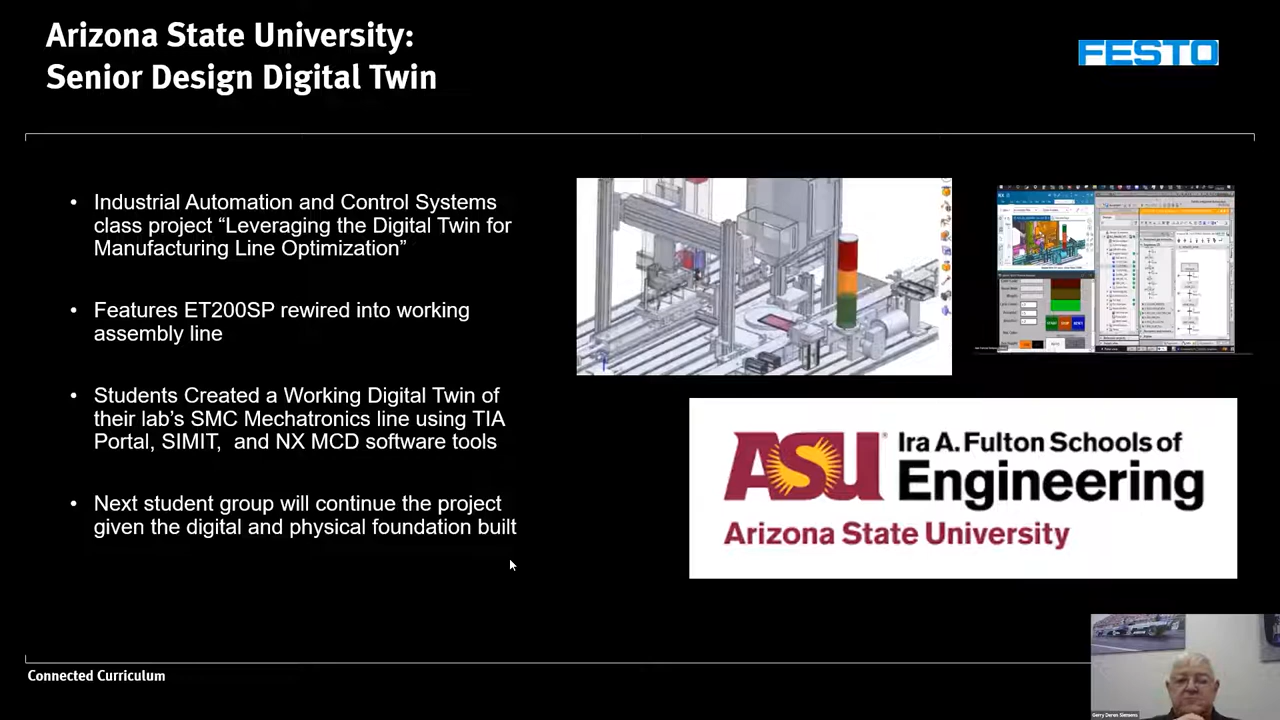 Arizona State University:
Senior Design Digital Twin
FESTO
• Industrial Automation and Control Systems
class project “Leveraging the Digital Twin for
Manufacturing Line Optimization”
• Features ET200SP rewired into working
assembly line
• Students Created a Working Digital Twin of
their lab’s SMC Mechatronics line using TIA
Portal, SIMIT, and NX MCD software tools
• Next student group will continue the project
given the digital and physical foundation built
ASU
Ira A. Fulton Schools of
Engineering
Arizona State University
Connected Curriculum
Gerry Doren Siemens